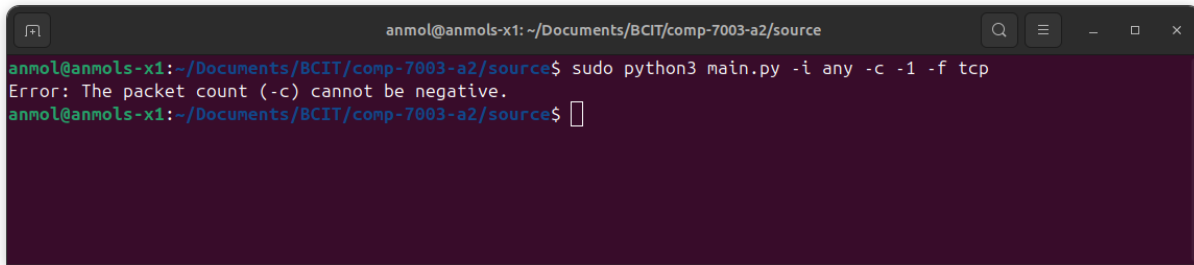 anmol@anmols-x1: ~/Documents/BCIT/comp-7003-a2/source
anmol@anmols-x1:~/Documents/BCIT/comp-7003-a2/source$ sudo python3 main.py -i any -c -1 -f tcp
Error: The packet count (-c) cannot be negative.
anmol@anmols-x1:~/Documents/BCIT/comp-7003-a2/source$